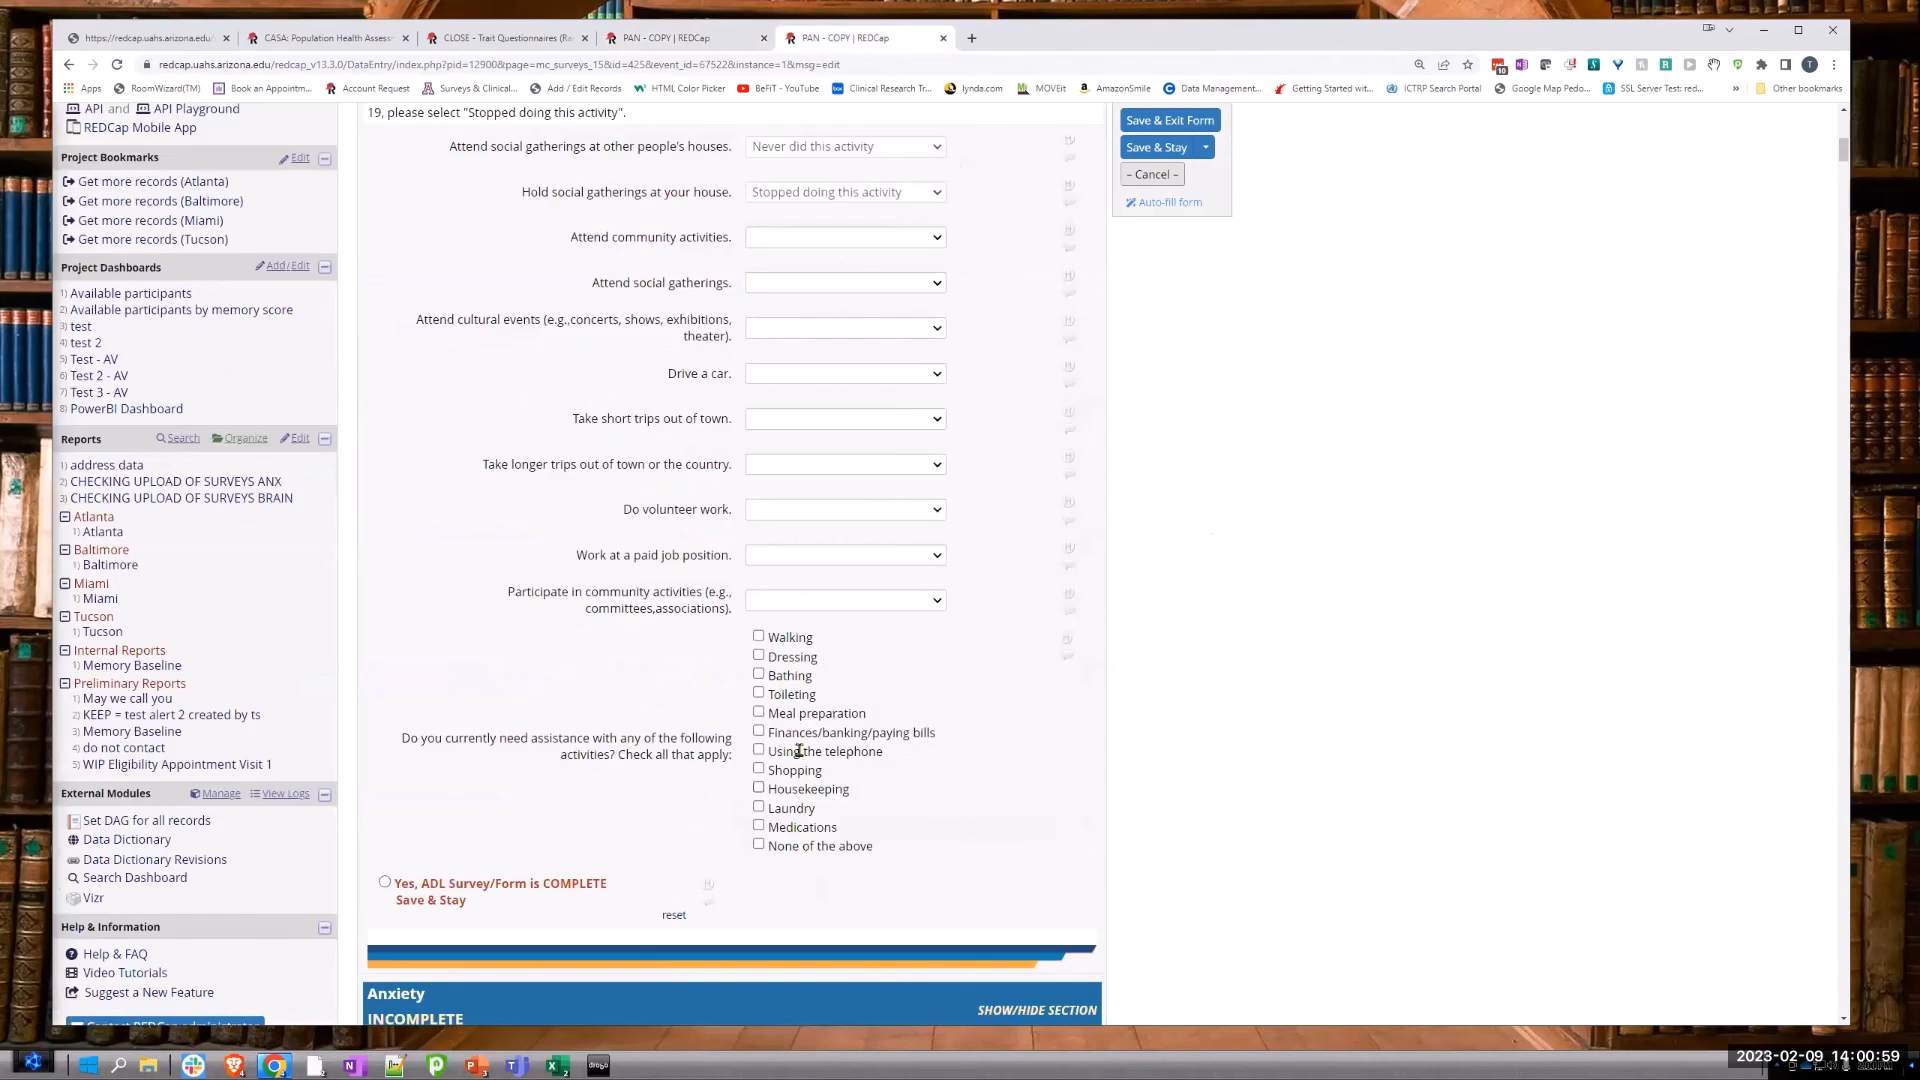 https://redcap.uahs.arizona.edu/
CASA: Population Health Assess
CLOSE - Trait Questionnaires (Ra
PAN - COPY | REDCap
PAN - COPY | REDCap
redcap.uahs.arizona.edu/redcap_v13.3.0/DataEntry/index.php?pid=12900&page=mc_surveys_15&id=425&event_id=67522&instance=1&msg=edit
Apps
RoomWizard(TM)
Book an Appointm...
Account Request
Surveys & Clinical...
Add / Edit Records
HTML Color Picker
BeFiT - YouTube
Clinical Research Tr...
lynda.com
MOVEit
AmazonSmile
Data Management...
Getting Started wit...
ICTRP Search Portal
Google Map Pedo...
SSL Server Test: red...
»
Other bookmarks
API and API Playground
REDCap Mobile App
Project Bookmarks
Edit
Get more records (Atlanta)
Get more records (Baltimore)
Get more records (Miami)
Get more records (Tucson)
Project Dashboards
Add/Edit
1) Available participants
2) Available participants by memory score
3) test
4) test 2
5) Test - AV
6) Test 2 - AV
7) Test 3 - AV
8) PowerBI Dashboard
Reports
Search
Organize
Edit
1) address data
2) CHECKING UPLOAD OF SURVEYS ANX
3) CHECKING UPLOAD OF SURVEYS BRAIN
Atlanta
1) Atlanta
Baltimore
1) Baltimore
Miami
1) Miami
Tucson
1) Tucson
Internal Reports
1) Memory Baseline
Preliminary Reports
1) May we call you
2) KEEP = test alert 2 created by ts
3) Memory Baseline
4) do not contact
5) WIP Eligibility Appointment Visit 1
External Modules
Manage
View Logs
Set DAG for all records
Data Dictionary
Data Dictionary Revisions
Search Dashboard
Vizr
Help & Information
Help & FAQ
Video Tutorials
Suggest a New Feature
Contact REDCap administrator
19, please select "Stopped doing this activity".
Attend social gatherings at other people's houses.
Never did this activity
Hold social gatherings at your house.
Stopped doing this activity
Attend community activities.
Attend social gatherings.
Attend cultural events (e.g.,concerts, shows, exhibitions,
theater).
Drive a car.
Take short trips out of town.
Take longer trips out of town or the country.
Do volunteer work.
Work at a paid job position.
Participate in community activities (e.g.,
committees,associations).
Do you currently need assistance with any of the following
activities? Check all that apply:
Walking
Dressing
Bathing
Toileting
Meal preparation
Finances/banking/paying bills
Using the telephone
Shopping
Housekeeping
Laundry
Medications
None of the above
Yes, ADL Survey/Form is COMPLETE
Save & Stay
reset
Anxiety
INCOMPLETE
SHOW/HIDE SECTION
Save & Exit Form
Save & Stay
– Cancel –
Auto-fill form
2023-02-09 14:00:59